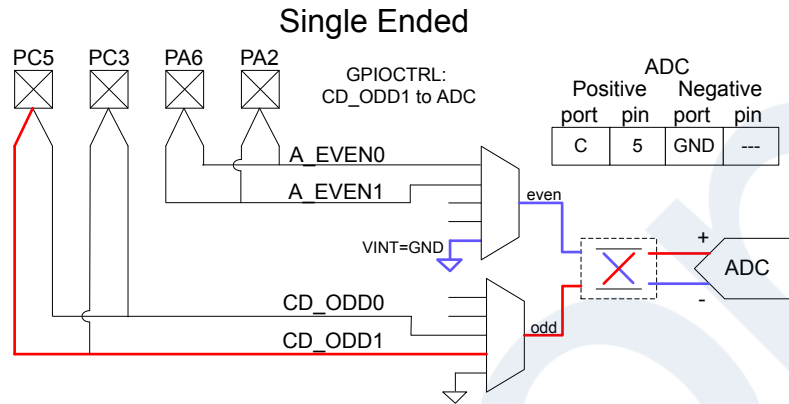 Single Ended
PC5 PC3 PA6 PA2
GPIOCTRL:
CD_ODD1 to ADC
ADC
Positive Negative
port pin port pin
C 5 GND ---
A_EVEN0
A_EVEN1
even
VINT=GND
+
ADC
-
CD_ODD0
CD_ODD1
odd